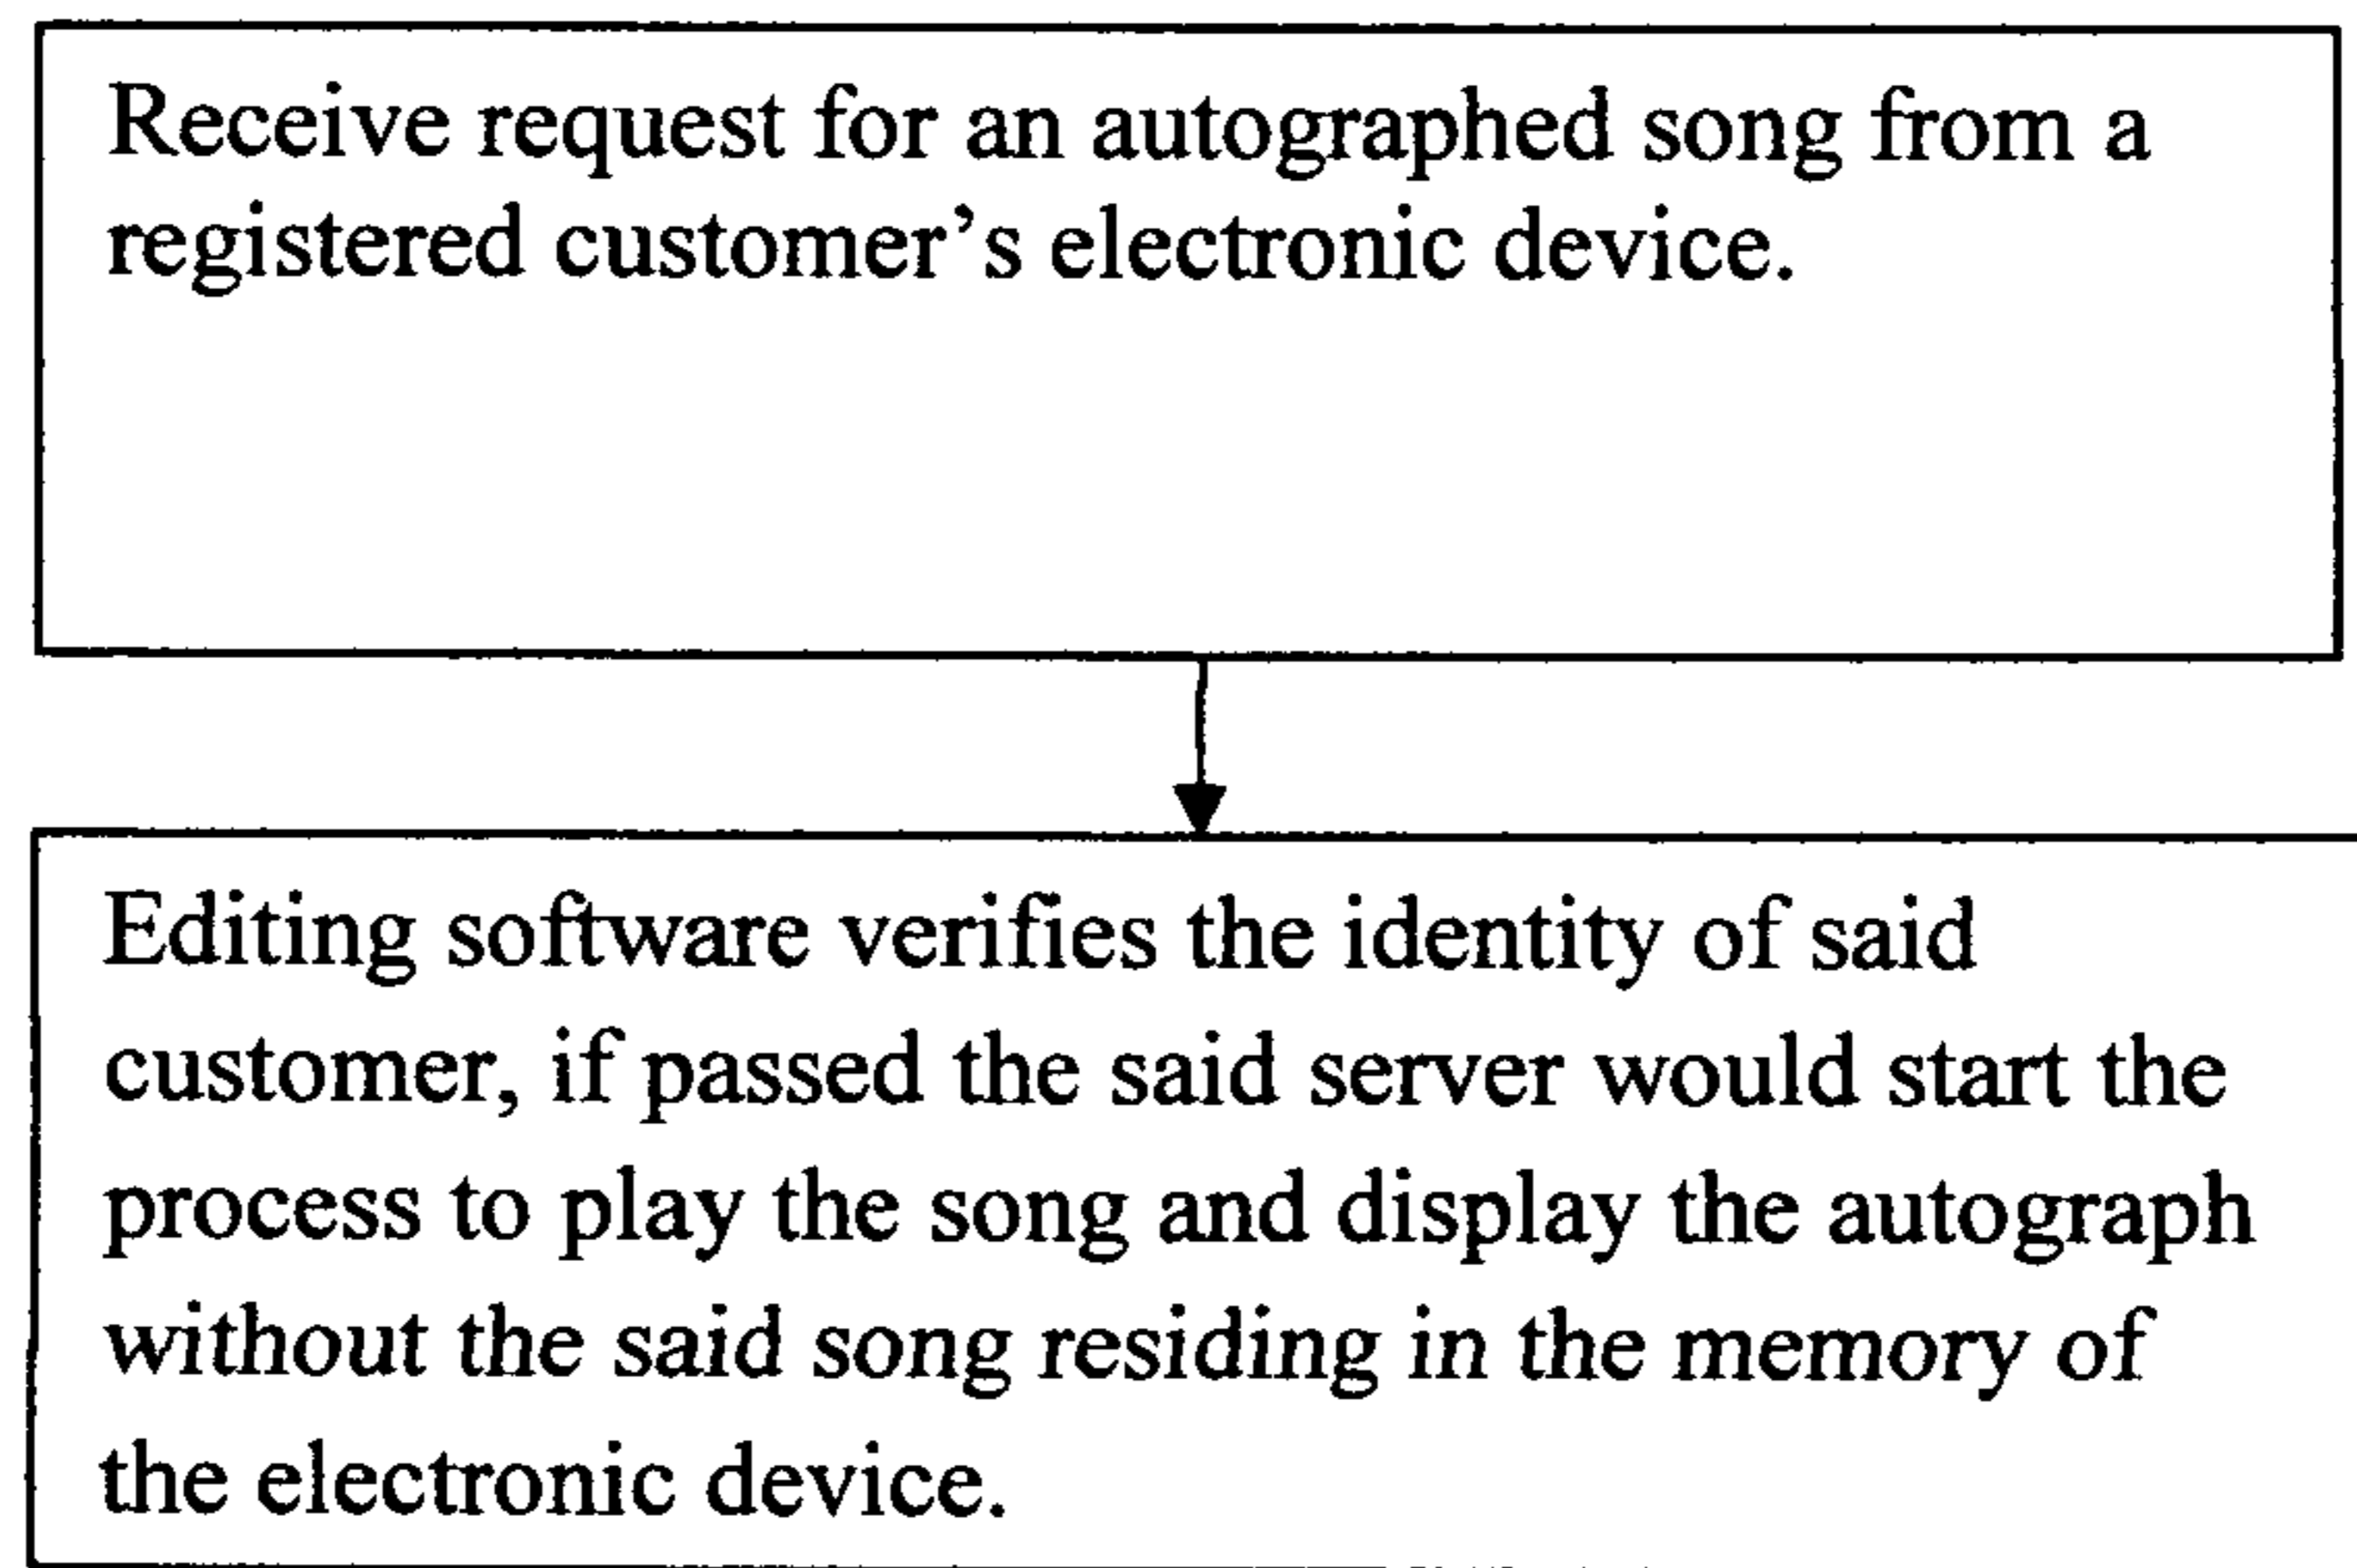 Receive request for an autographed song from a
registered customer’s electronic device.
Editing software verifies the identity of said
customer, if passed the said server would start the
process to play the song and display the autograph
without the said song residing in the memory of
the electronic device.